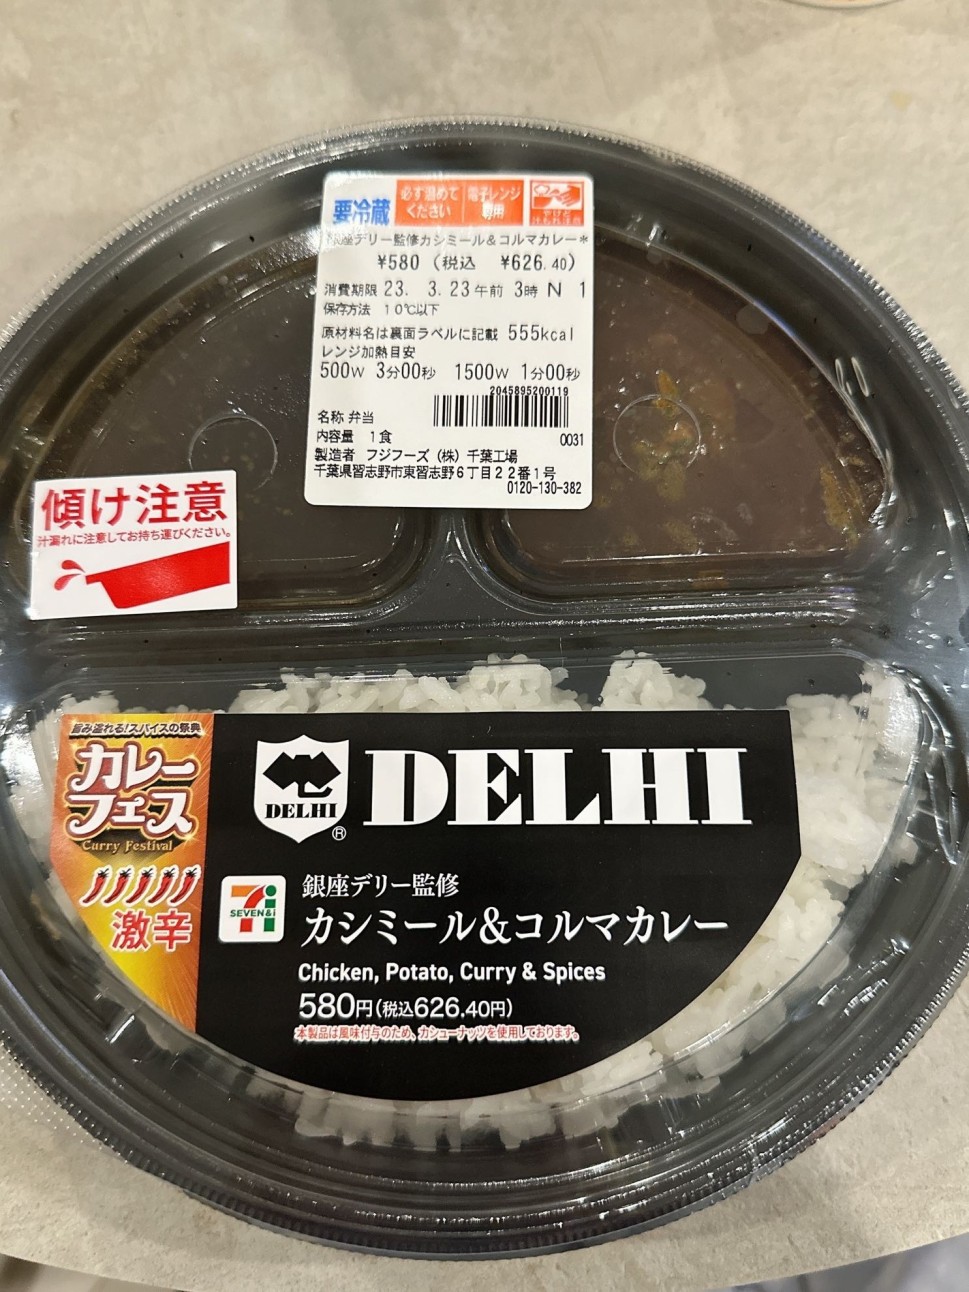 要冷蔵
必ず温めて
ください
電子レンジ
専用
座デリー監修カシミール&コルマカレー*
¥580 (税込 ¥626.40)
消費期限 23. 3.23午前 3時 N 1
保存方法 10℃以下
原材料名は裏面ラベルに記載 555kcal
レンジ加熱目安
500W 3分00秒 1500W 1分00秒
2045895200119
名称 弁当
内容量 1食
0031
製造者 フジフーズ(株)千葉工場
千葉県習志野市東習志野6丁目22番1号
0120-130-382
傾け注意
汁漏れに注意してお持ち運びください。
旨み溢れる!スパイスの祭典
カレー
フェス
Curry Festival
激辛
DELHI
®
DELHI
7i
SEVEN&i
銀座デリー監修
カシミール&コルマカレー
Chicken, Potato, Curry & Spices
580円(税込626.40円)
本製品は風味付与のため、カシューナッツを使用しております。